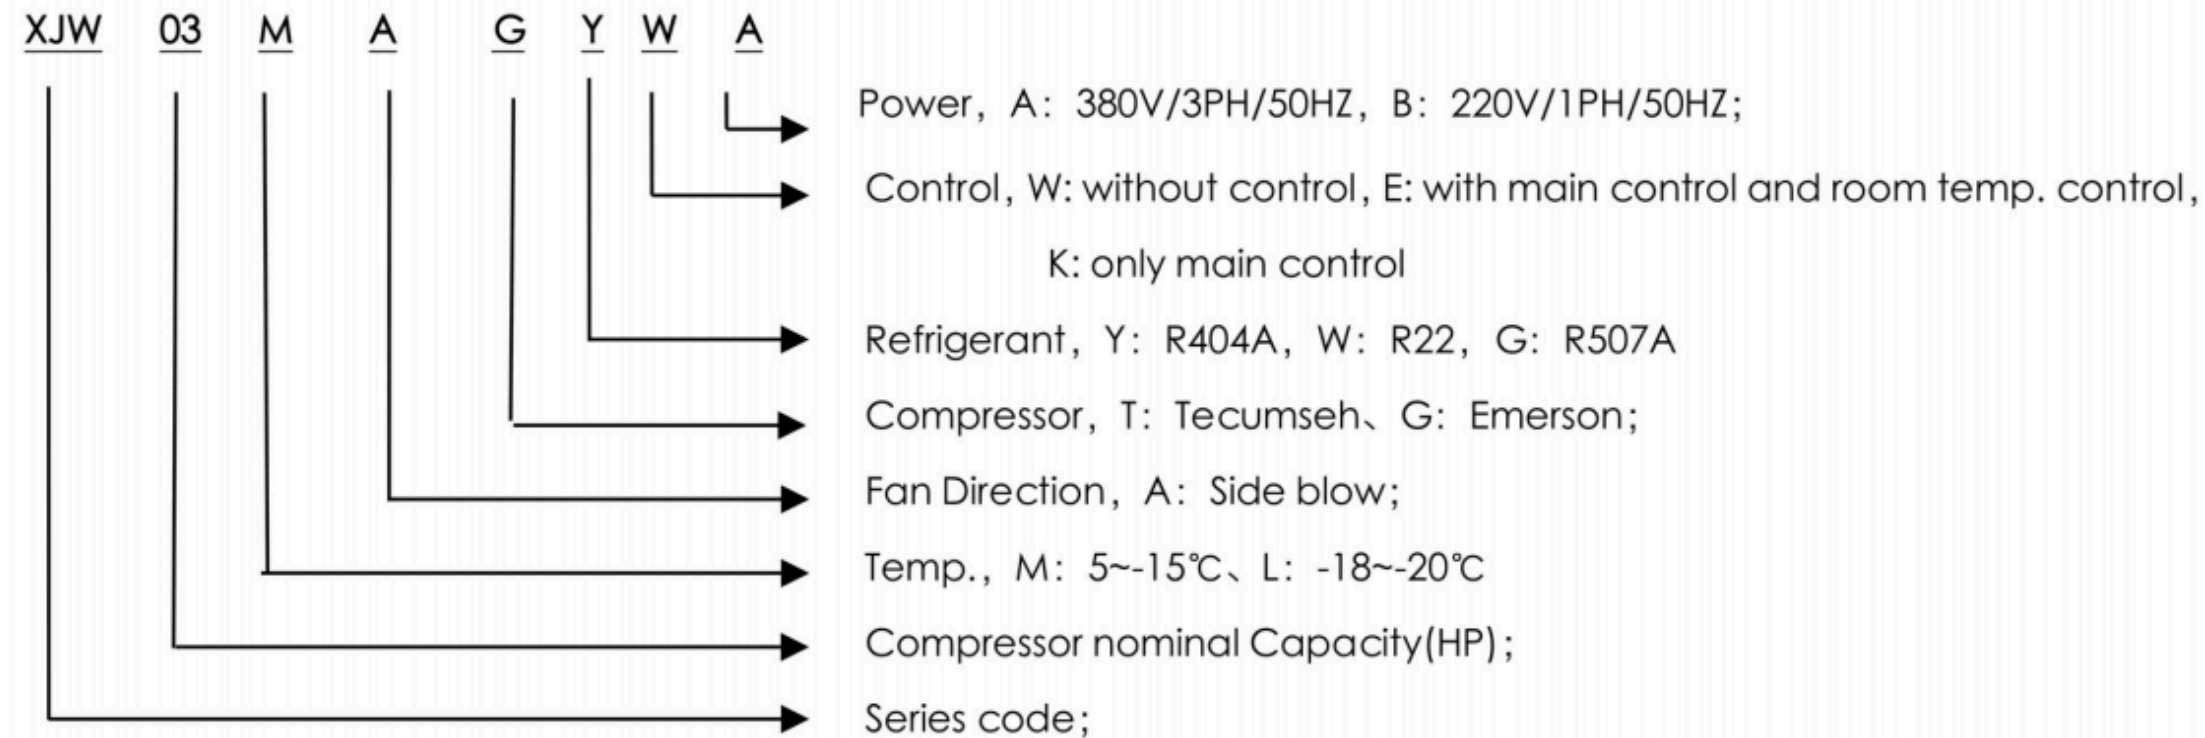 XJW 03 M A G Y W A
Power, A: 380V/3PH/50HZ, B: 220V/1PH/50HZ;
Control, W: without control, E: with main control and room temp. control,
K: only main control
Refrigerant, Y: R404A, W: R22, G: R507A
Compressor, T: Tecumseh、G: Emerson;
Fan Direction, A: Side blow;
Temp., M: 5~-15℃、L: -18~-20℃
Compressor nominal Capacity(HP);
Series code;